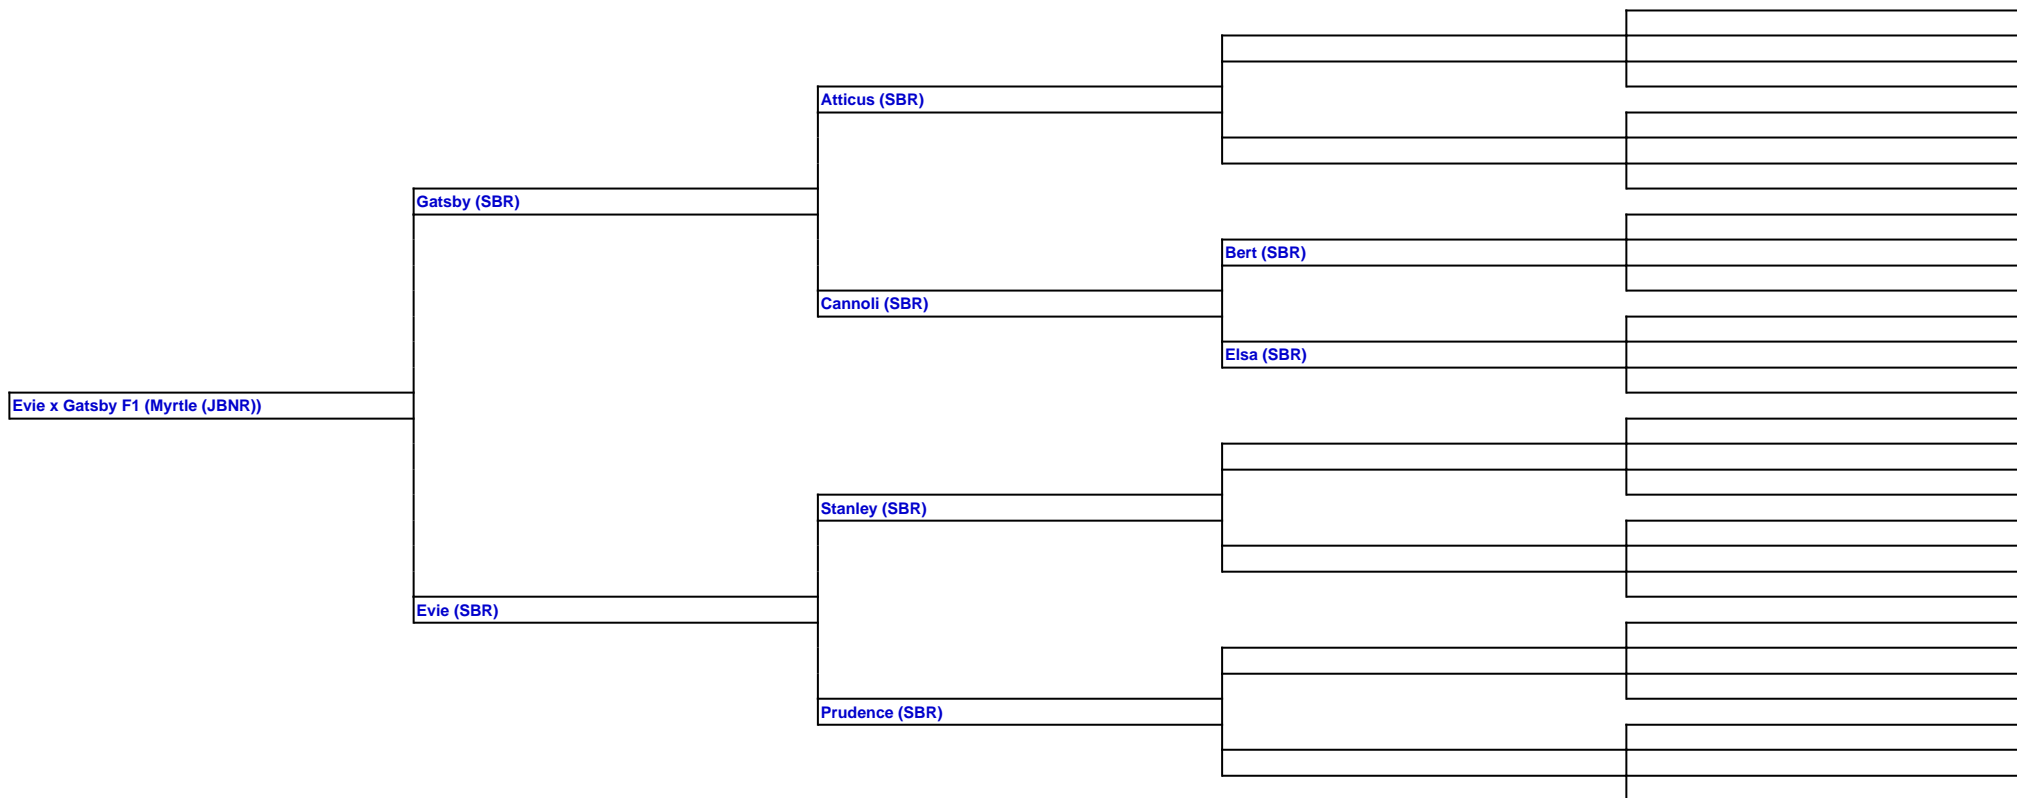 Atticus (SBR)
Gatsby (SBR)
Bert (SBR)
Cannoli (SBR)
Elsa (SBR)
Evie x Gatsby F1 (Myrtle (JBNR))
Stanley (SBR)
Evie (SBR)
Prudence (SBR)